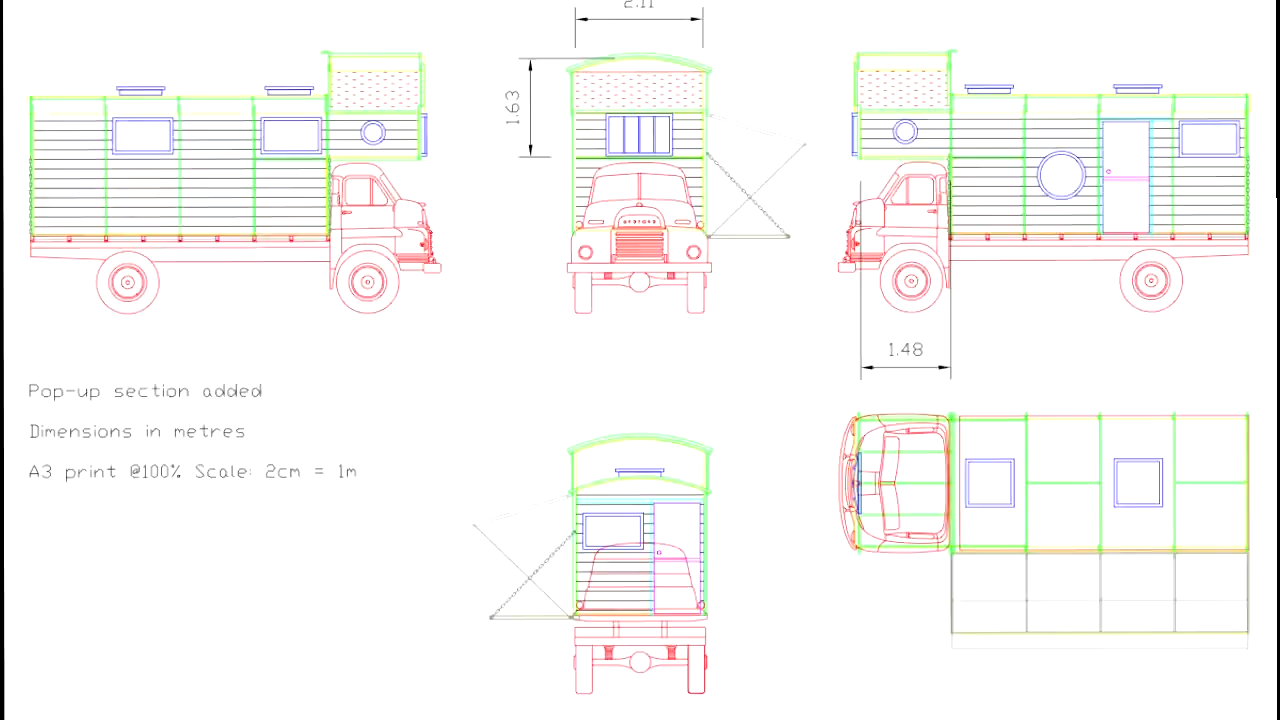 2.11
1.63
BEDFORD
1.48
Pop-up section added
Dimensions in metres
A3 print @100% Scale: 2cm = 1m